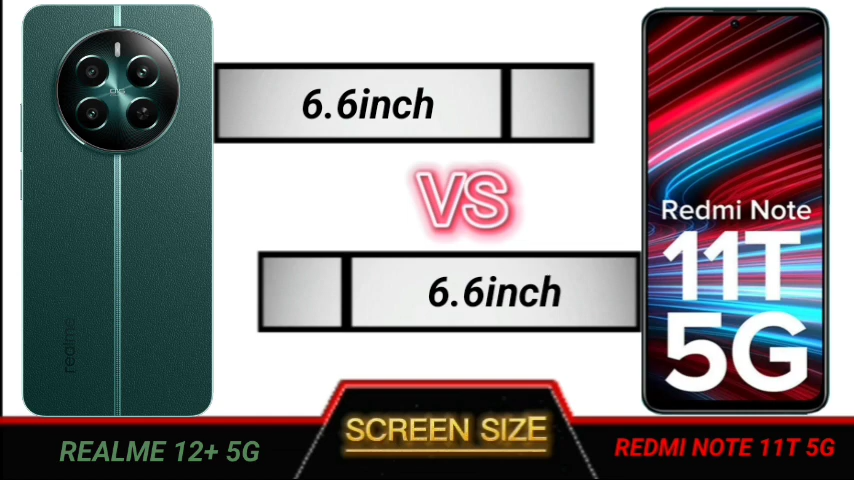 6.6inch
VS
Redmi Note
11T
5G
6.6inch
realme
SCREEN SIZE
REALME 12+ 5G
REDMI NOTE 11T 5G